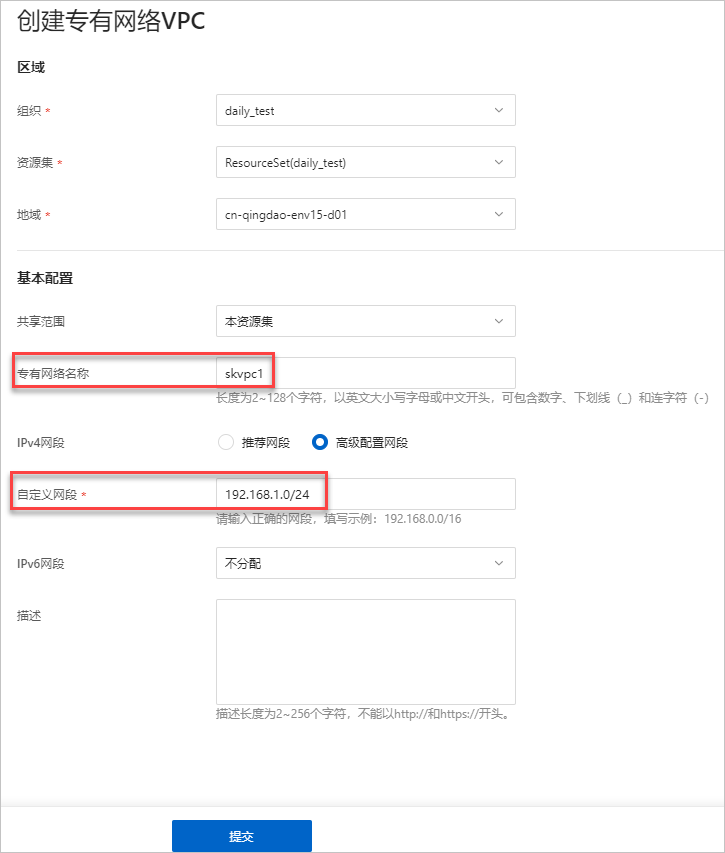 创建专有网络VPC
区域
组织 *
daily_test
资源集 *
ResourceSet(daily_test)
地域 *
cn-qingdao-env15-d01
基本配置
共享范围
本资源集
专有网络名称
skvpc1
长度为2~128个字符，以英文大小写字母或中文开头，可包含数字、下划线（_）和连字符（-）
IPv4网段
推荐网段
高级配置网段
自定义网段 *
192.168.1.0/24
请输入正确的网段，填写示例：192.168.0.0/16
IPv6网段
不分配
描述
描述长度为2~256个字符，不能以http://和https://开头。
提交